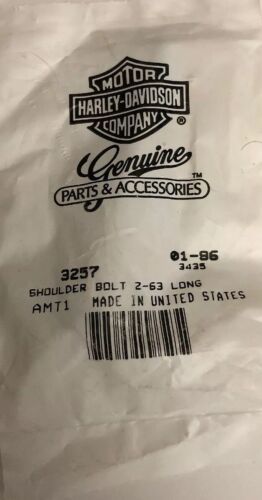 MOTOR
HARLEY-DAVIDSON
COMPANY ®
Genuine
PARTS & ACCESSORIES ™
3257 01-86
3435
SHOULDER BOLT 2-63 LONG
AMT1 MADE IN UNITED STATES